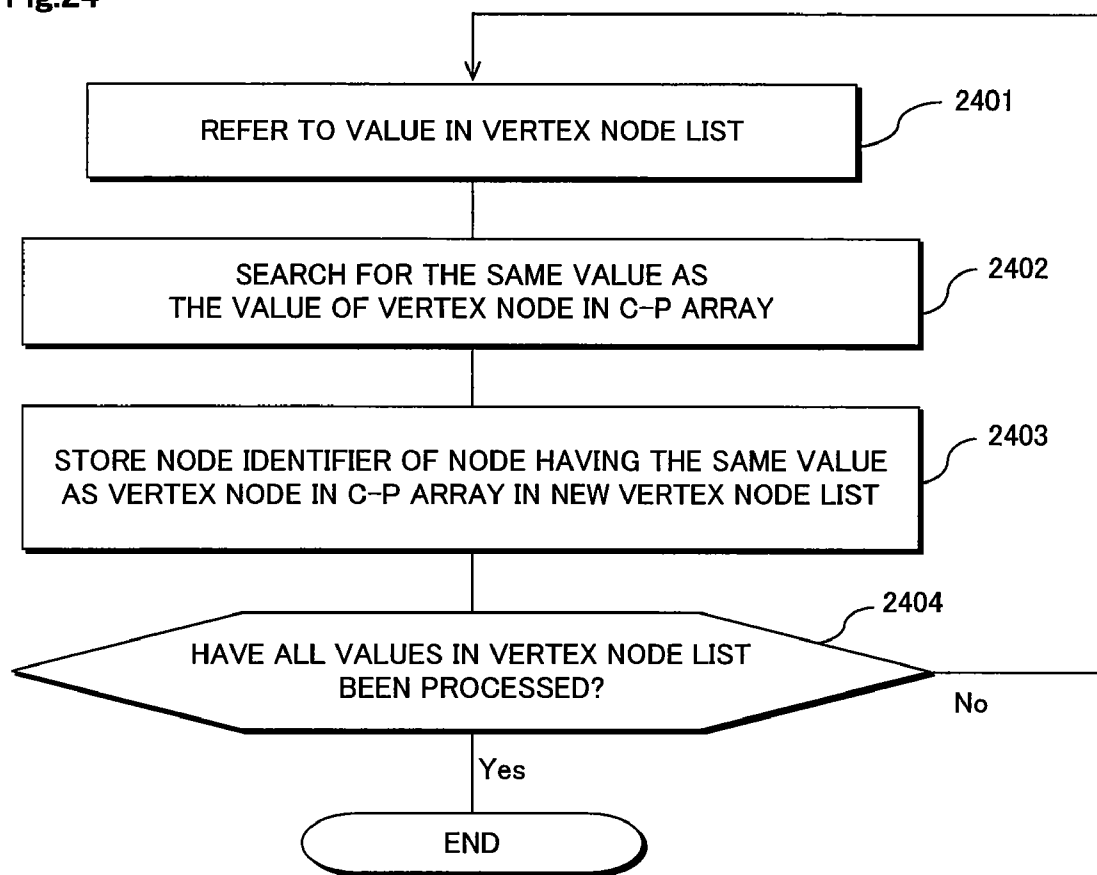 Fig.24
REFER TO VALUE IN VERTEX NODE LIST
2401
SEARCH FOR THE SAME VALUE AS
THE VALUE OF VERTEX NODE IN C-P ARRAY
2402
STORE NODE IDENTIFIER OF NODE HAVING THE SAME VALUE
AS VERTEX NODE IN C-P ARRAY IN NEW VERTEX NODE LIST
2403
HAVE ALL VALUES IN VERTEX NODE LIST
BEEN PROCESSED?
2404
No
Yes
END